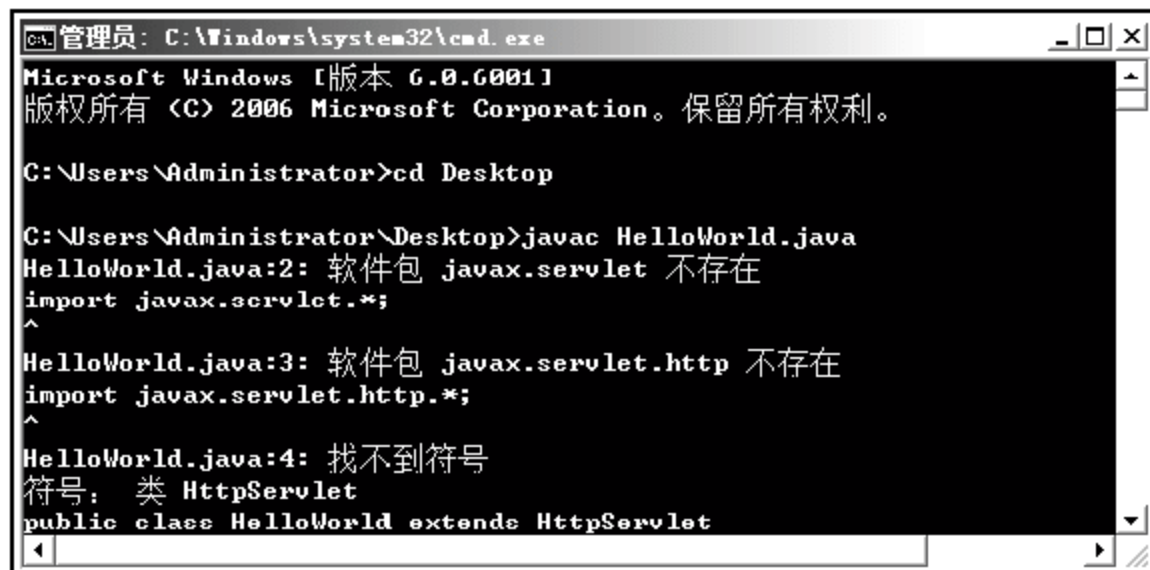 管理员: C:\Windows\system32\cmd.exe
Microsoft Windows [版本 6.0.6001]
版权所有 (C) 2006 Microsoft Corporation。保留所有权利。
C:\Users\Administrator>cd Desktop
C:\Users\Administrator\Desktop>javac HelloWorld.java
HelloWorld.java:2: 软件包 javax.servlet 不存在
import javax.servlet.*;
^
HelloWorld.java:3: 软件包 javax.servlet.http 不存在
import javax.servlet.http.*;
^
HelloWorld.java:4: 找不到符号
符号： 类 HttpServlet
public class HelloWorld extends HttpServlet